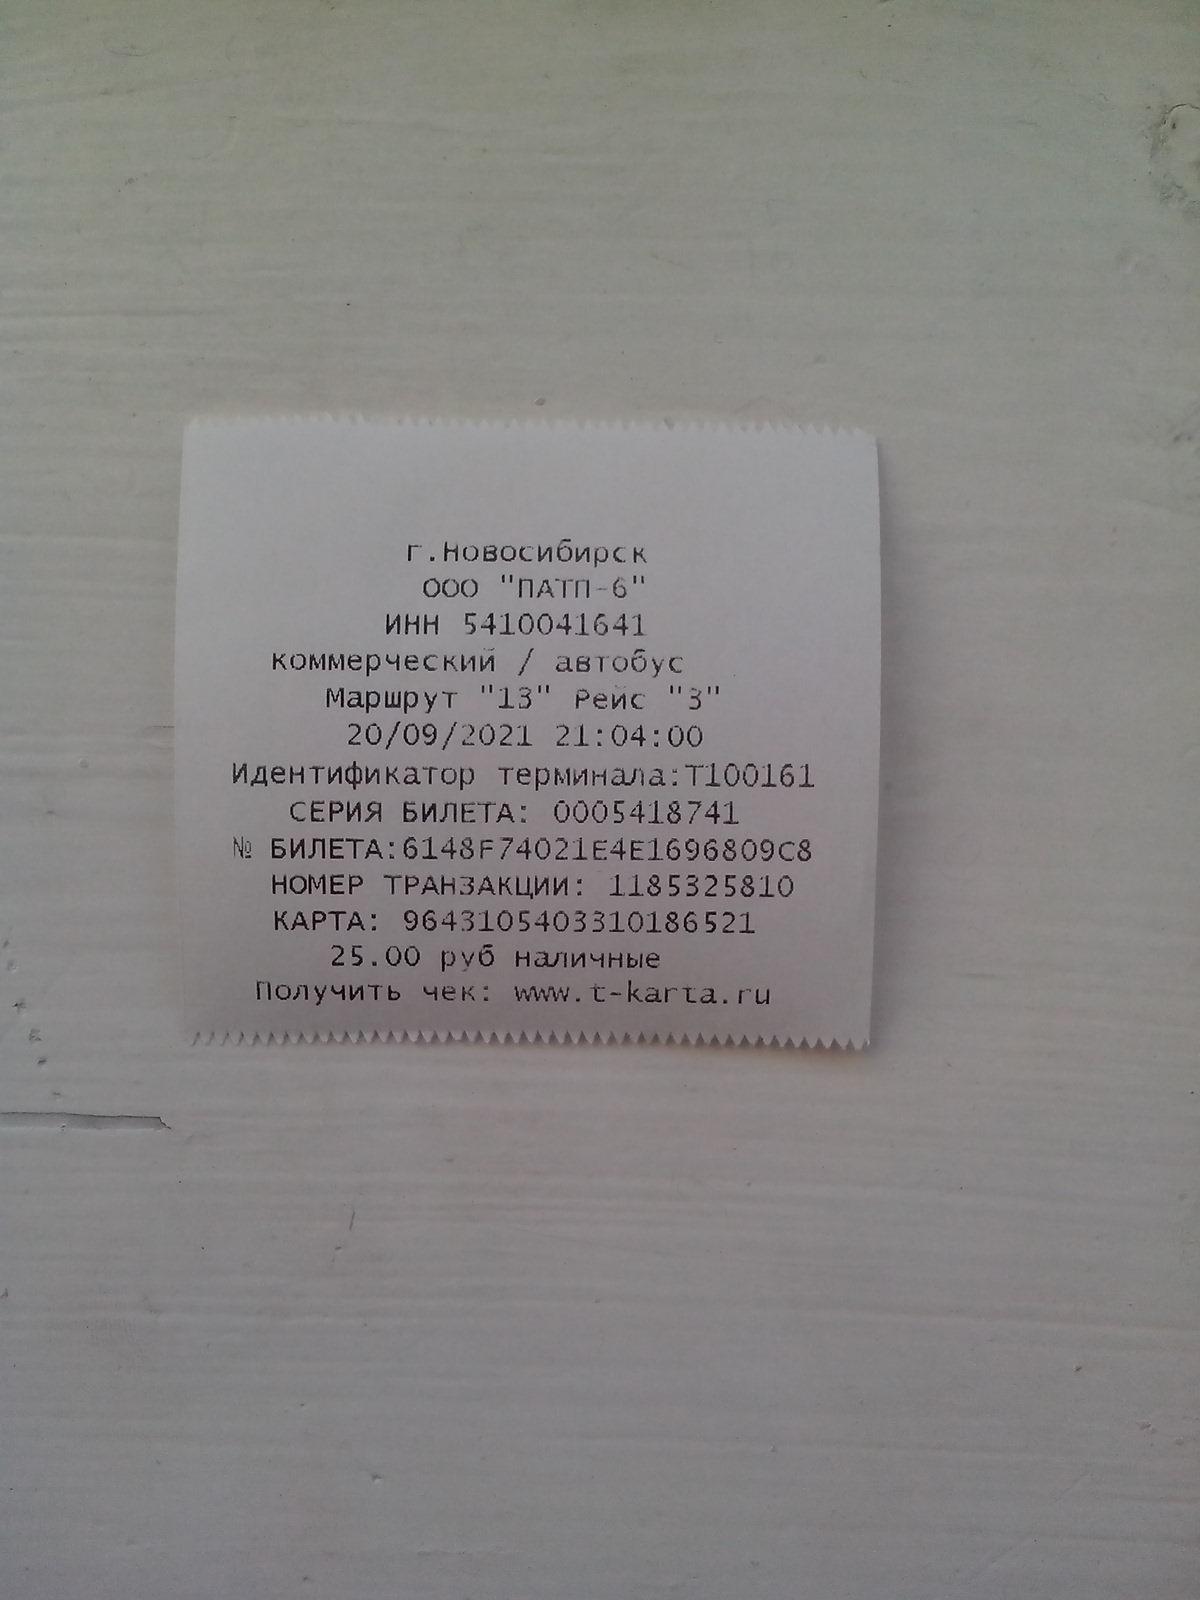 г.Новосибирск
ООО "ПАТП-6"
ИНН 5410041641
коммерческий / автобус
Маршрут "13" Рейс "3"
20/09/2021 21:04:00
Идентификатор терминала:T100161
СЕРИЯ БИЛЕТА: 0005418741
№ БИЛЕТА:6148F74021E4E1696809C8
НОМЕР ТРАНЗАКЦИИ: 1185325810
КАРТА: 9643105403310186521
25.00 руб наличные
Получить чек: www.t-karta.ru